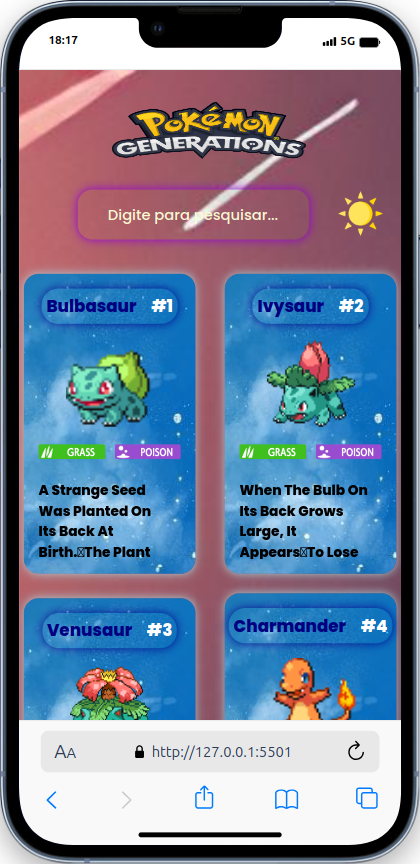 18:17
5G
POKéMON
GENERATIONS
Digite para pesquisar...
Bulbasaur #1
GRASS POISON
A Strange Seed
Was Planted On
Its Back At
Birth.The Plant
Ivysaur #2
GRASS POISON
When The Bulb On
Its Back Grows
Large, It
AppearsTo Lose
Venusaur #3
Charmander #4
AA http://127.0.0.1:5501